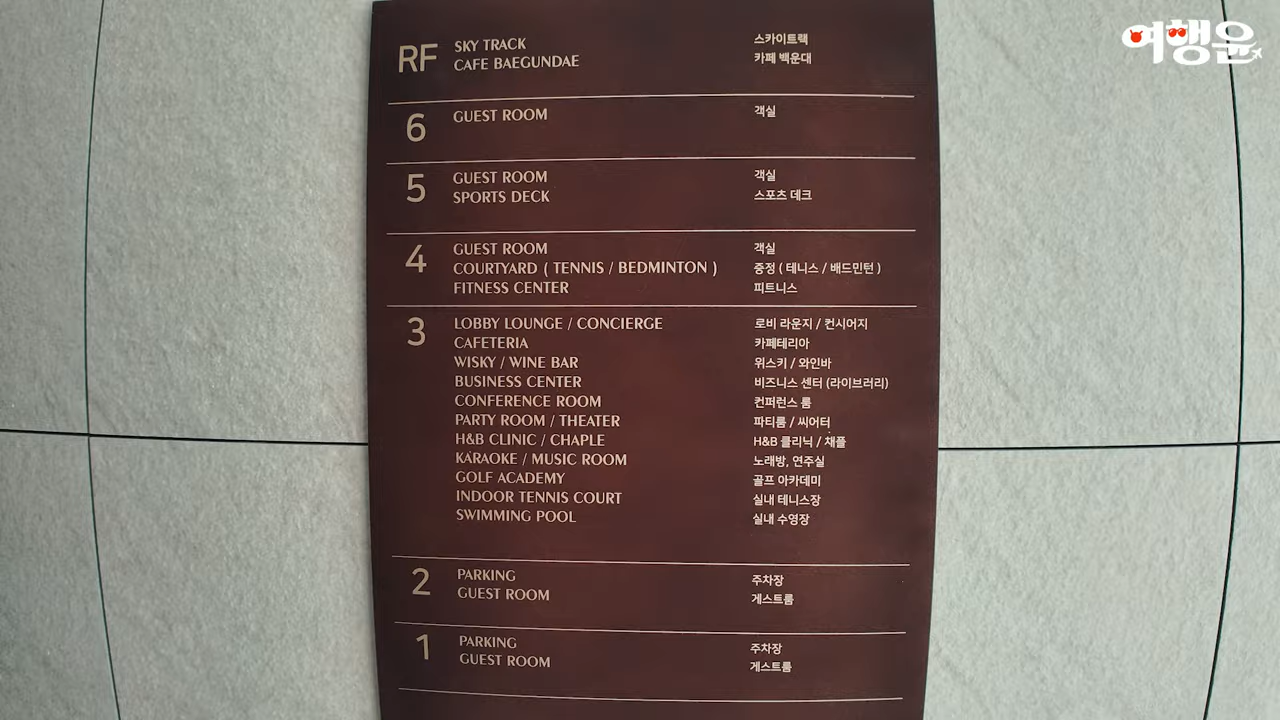 여행윤
RF SKY TRACK 스카이트랙
CAFE BAEGUNDAE 카페 백운대
6 GUEST ROOM 객실
5 GUEST ROOM 객실
SPORTS DECK 스포츠 데크
4 GUEST ROOM 객실
COURTYARD ( TENNIS / BEDMINTON ) 중정 ( 테니스 / 배드민턴 )
FITNESS CENTER 피트니스
3 LOBBY LOUNGE / CONCIERGE 로비 라운지 / 컨시어지
CAFETERIA 카페테리아
WISKY / WINE BAR 위스키 / 와인바
BUSINESS CENTER 비즈니스 센터 (라이브러리)
CONFERENCE ROOM 컨퍼런스 룸
PARTY ROOM / THEATER 파티룸 / 씨어터
H&B CLINIC / CHAPLE H&B 클리닉 / 채플
KARAOKE / MUSIC ROOM 노래방, 연주실
GOLF ACADEMY 골프 아카데미
INDOOR TENNIS COURT 실내 테니스장
SWIMMING POOL 실내 수영장
2 PARKING 주차장
GUEST ROOM 게스트룸
1 PARKING 주차장
GUEST ROOM 게스트룸